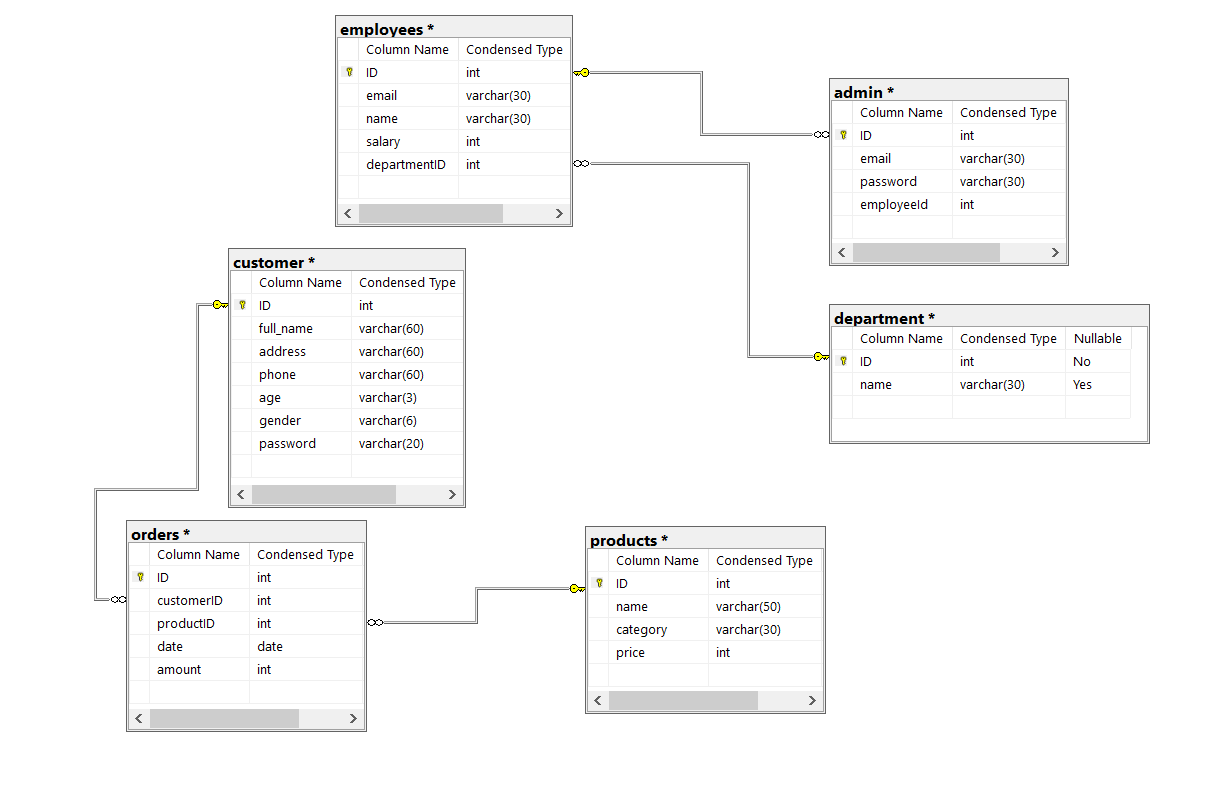 employees *
Column Name Condensed Type
ID int
email varchar(30)
name varchar(30)
salary int
departmentID int
admin *
Column Name Condensed Type
ID int
email varchar(30)
password varchar(30)
employeeId int
customer *
Column Name Condensed Type
ID int
full_name varchar(60)
address varchar(60)
phone varchar(60)
age varchar(3)
gender varchar(6)
password varchar(20)
department *
Column Name Condensed Type Nullable
ID int No
name varchar(30) Yes
orders *
Column Name Condensed Type
ID int
customerID int
productID int
date date
amount int
products *
Column Name Condensed Type
ID int
name varchar(50)
category varchar(30)
price int